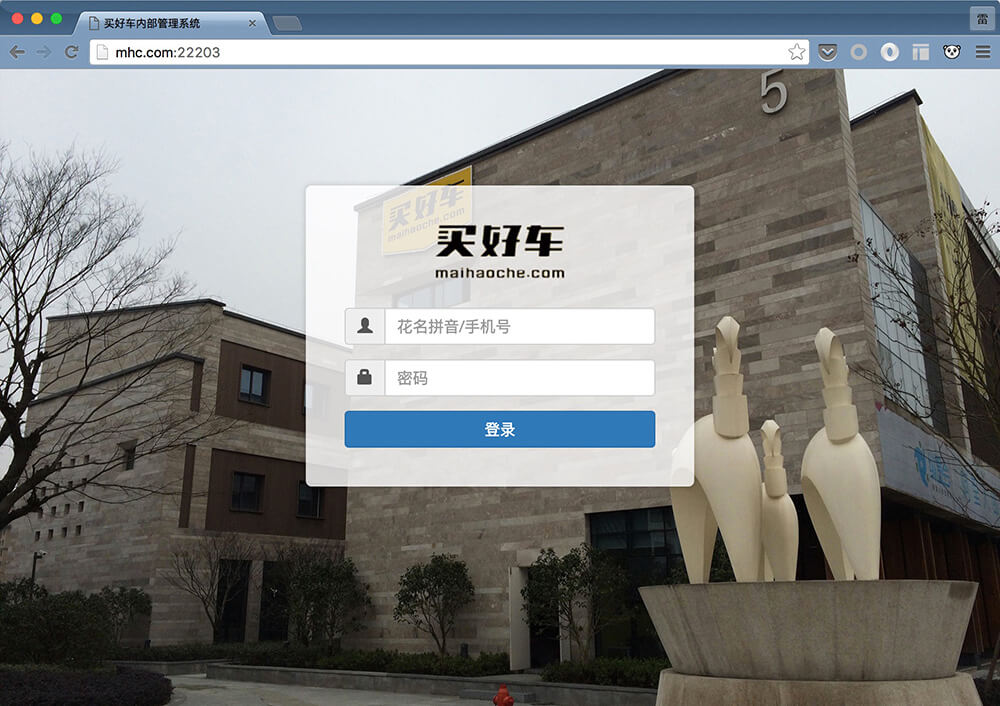 买好车内部管理系统
雷
mhc.com:22203
5
买好车
maihaoche.com
买好车
maihaoche.com
花名拼音/手机号
密码
登录